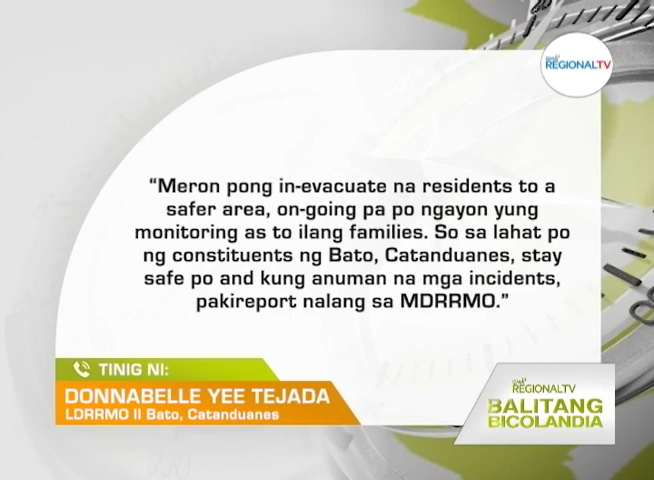 GMA
REGIONALTV
“Meron pong in-evacuate na residents to a
safer area, on-going pa po ngayon yung
monitoring as to ilang families. So sa lahat po
ng constituents ng Bato, Catanduanes, stay
safe po and kung anuman na mga incidents,
pakireport nalang sa MDRRMO.”
TINIG NI:
DONNABELLE YEE TEJADA
LDRRMO II Bato, Catanduanes
GMA
REGIONALTV
BALITANG
BICOLANDIA